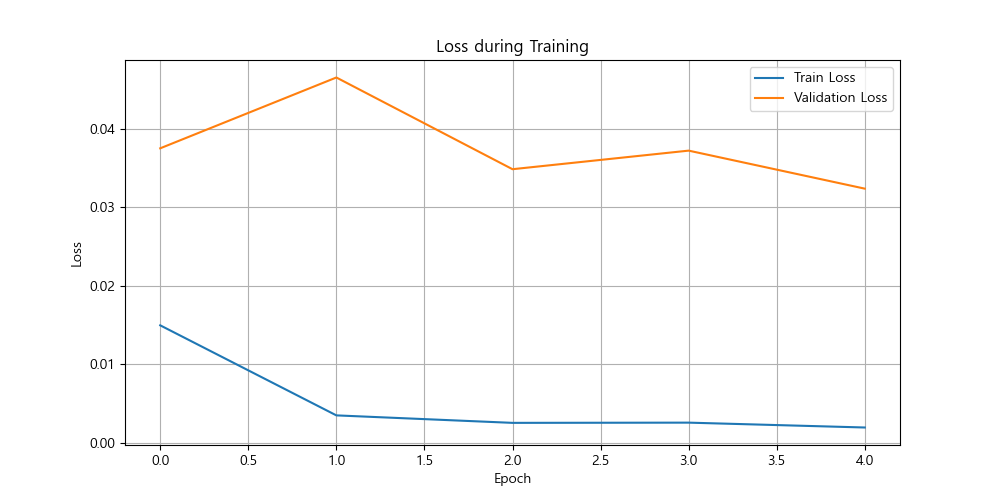 Loss during Training
Train Loss
Validation Loss
0.04
0.03
0.02
0.01
0.00
Loss
0.0 0.5 1.0 1.5 2.0 2.5 3.0 3.5 4.0
Epoch